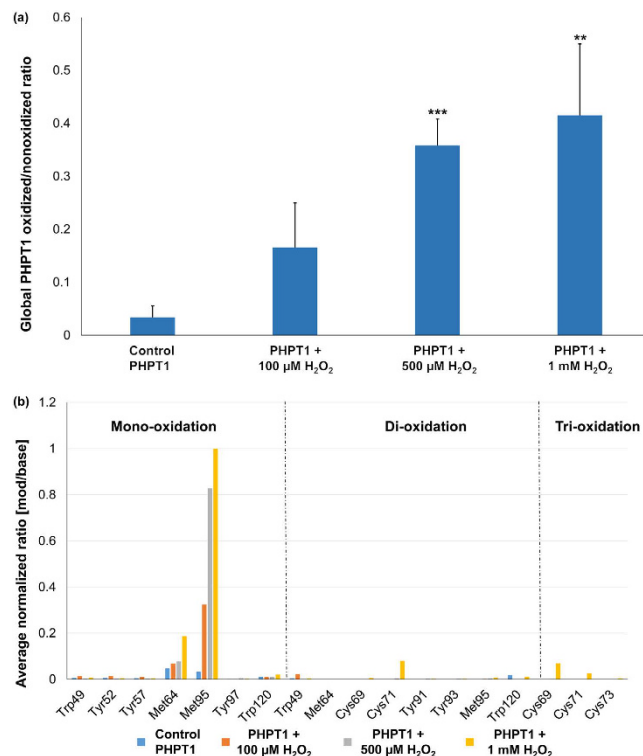 (a)
Global PHPT1 oxidized/nonoxidized ratio
0.6
0.5
0.4
0.3
0.2
0.1
0
***
**
Control
PHPT1
PHPT1 +
100 µM H₂O₂
PHPT1 +
500 µM H₂O₂
PHPT1 +
1 mM H₂O₂
(b)
Average normalized ratio [mod/base]
1.2
1
0.8
0.6
0.4
0.2
0
Mono-oxidation
Di-oxidation
Tri-oxidation
Trp49
Tyr52
Tyr57
Met64
Met95
Tyr97
Trp120
Trp49
Met64
Cys69
Cys71
Tyr91
Tyr93
Met95
Trp120
Cys69
Cys71
Cys73
Control
PHPT1
PHPT1 +
100 µM H₂O₂
PHPT1 +
500 µM H₂O₂
PHPT1 +
1 mM H₂O₂